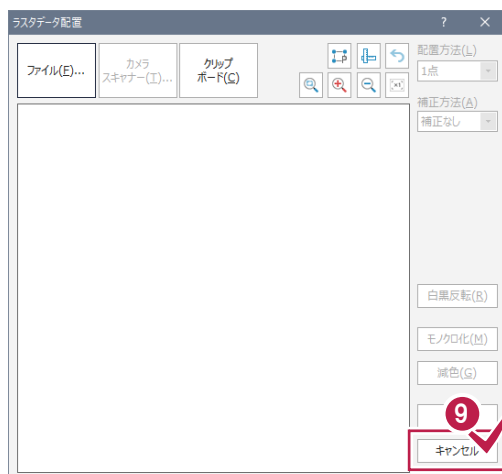 ラスタデータ配置
?
×
ファイル(F)...
カメラ
スキャナー(T)...
クリップ
ボード(C)
P
×1
配置方法(L)
1点
補正方法(A)
補正なし
白黒反転(R)
モノクロ化(M)
減色(G)
9
キャンセル